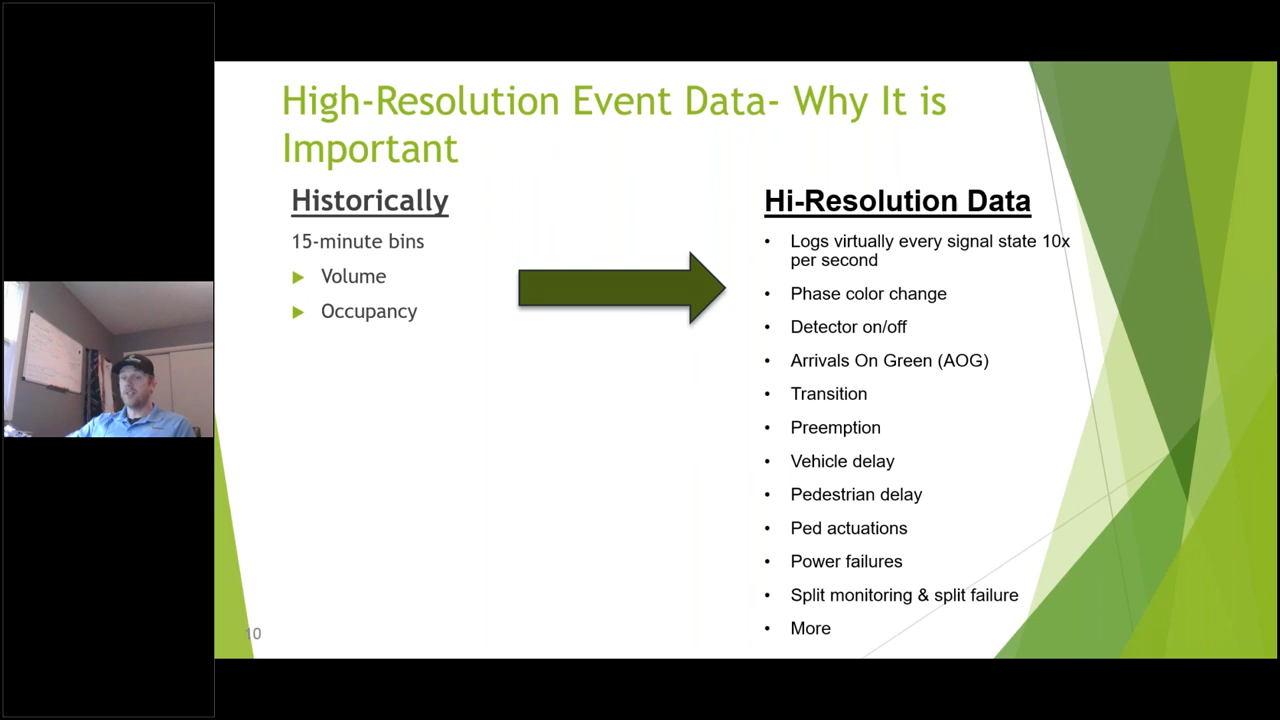 High-Resolution Event Data- Why It is
Important
Historically
15-minute bins
Volume
Occupancy
Hi-Resolution Data
• Logs virtually every signal state 10x
per second
• Phase color change
• Detector on/off
• Arrivals On Green (AOG)
• Transition
• Preemption
• Vehicle delay
• Pedestrian delay
• Ped actuations
• Power failures
• Split monitoring & split failure
• More
10